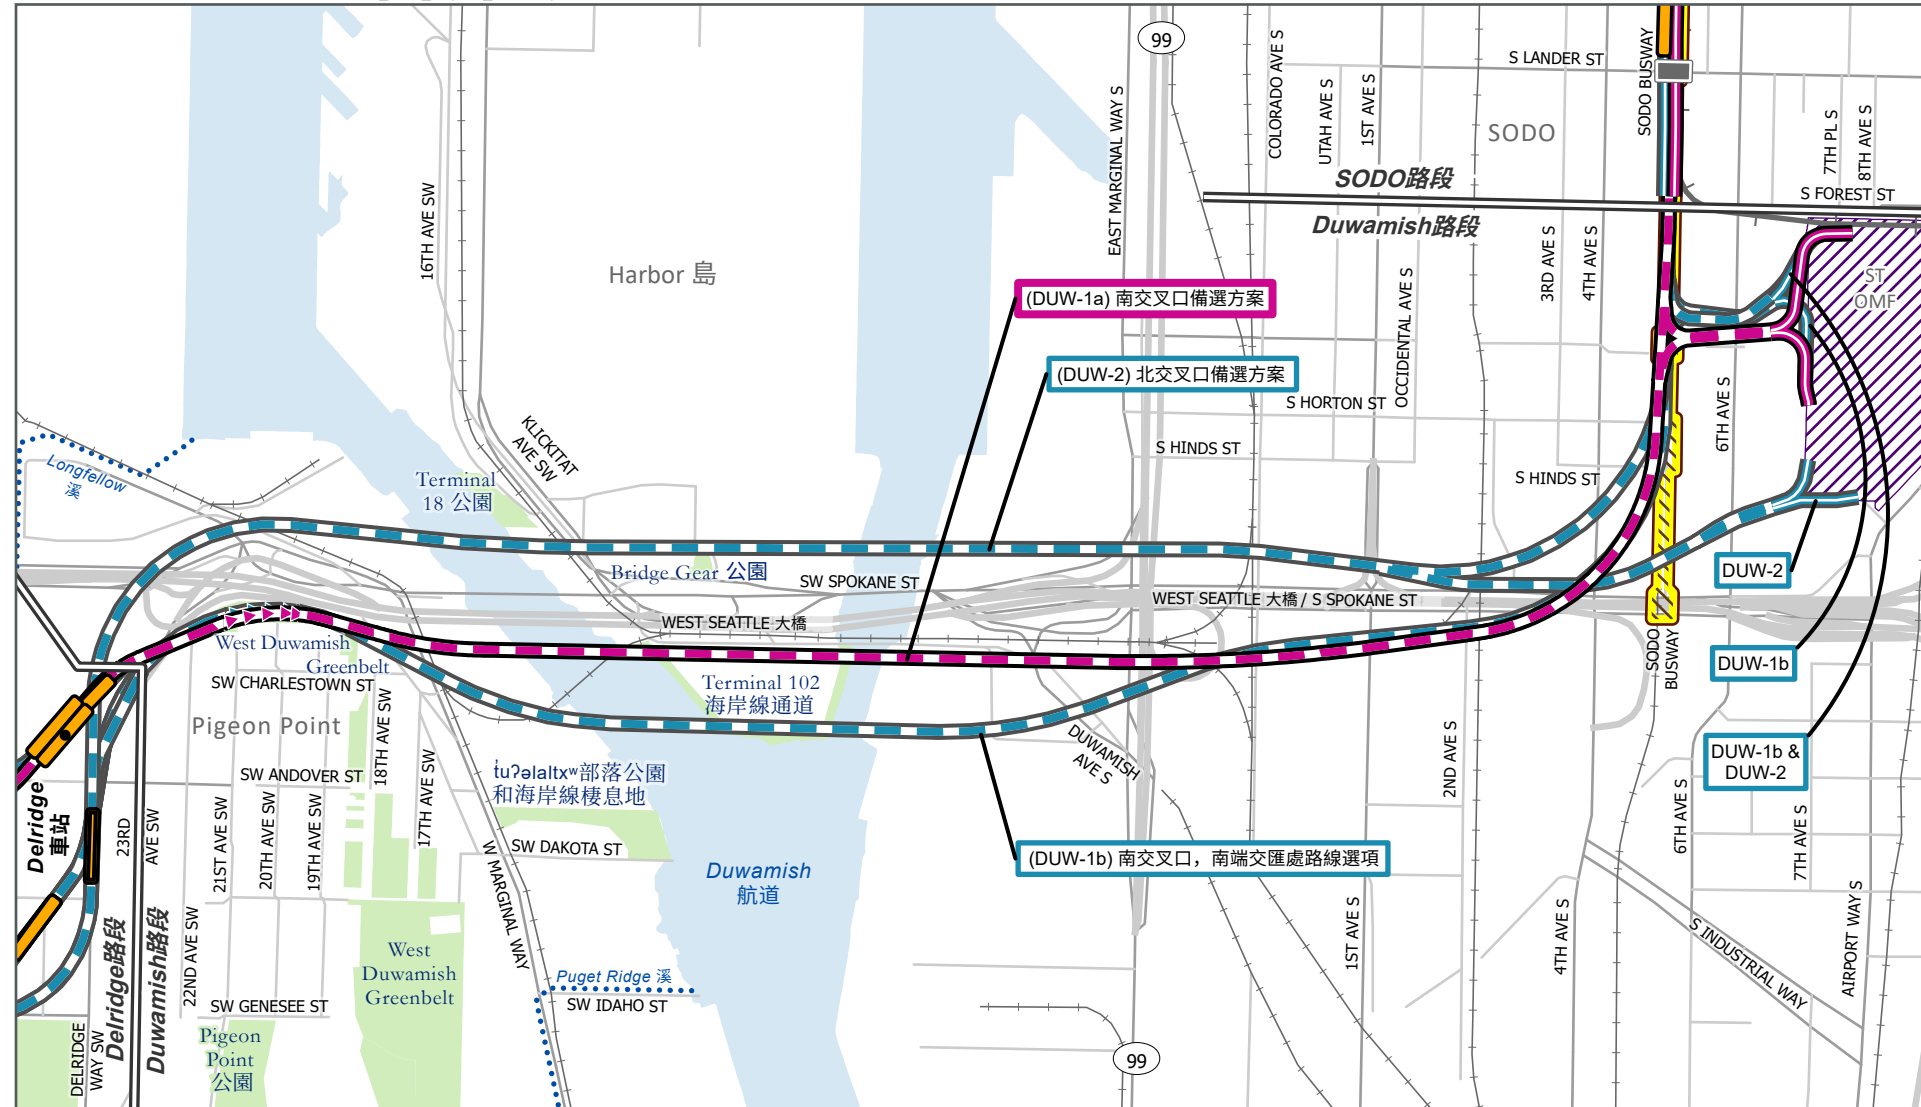 99
S LANDER ST
SODO BUSWAY
COLORADO AVE S
UTAH AVE S
1ST AVE S
SODO
EAST MARGINAL WAY S
7TH PL S
8TH AVE S
16TH AVE SW
SODO路段
S FOREST ST
Duwamish路段
Harbor 島
3RD AVE S
4TH AVE S
ST
OMF
(DUW-1a) 南交叉口備選方案
OCCIDENTAL AVE S
(DUW-2) 北交叉口備選方案
S HORTON ST
6TH AVE S
KLICKITAT
AVE SW
S HINDS ST
Longfellow
溪
Terminal
18 公園
S HINDS ST
Bridge Gear 公園
SW SPOKANE ST
DUW-2
WEST SEATTLE 大橋 / S SPOKANE ST
WEST SEATTLE 大橋
West Duwamish
Greenbelt
SODO
BUSWAY
DUW-1b
SW CHARLESTOWN ST
Terminal 102
海岸線通道
Pigeon Point
18TH AVE SW
DUWAMISH
AVE S
2ND AVE S
DUW-1b &
DUW-2
SW ANDOVER ST
17TH AVE SW
t̓uʔəlaltxʷ部落公園
和海岸線棲息地
Delridge
車站
23RD
AVE SW
21ST AVE SW
20TH AVE SW
19TH AVE SW
6TH AVE S
7TH AVE S
SW DAKOTA ST
(DUW-1b) 南交叉口，南端交匯處路線選項
W MARGINAL WAY
Duwamish
航道
Delridge路段
Duwamish路段
22ND AVE SW
West
Duwamish
Greenbelt
1ST AVE S
4TH AVE S
S INDUSTRIAL WAY
AIRPORT WAY S
Puget Ridge 溪
SW GENESEE ST
SW IDAHO ST
DELRIDGE
WAY SW
Pigeon
Point
公園
99